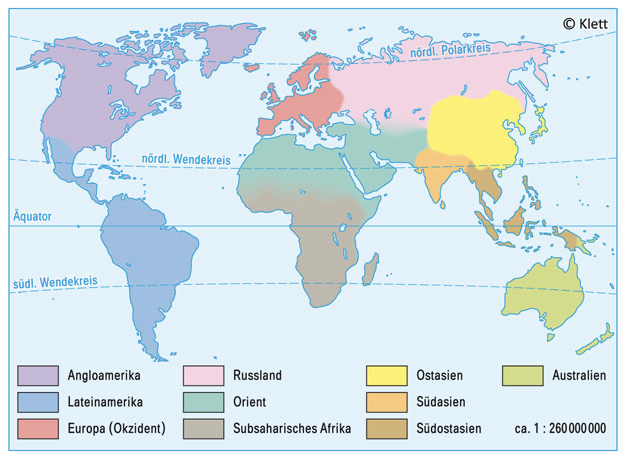 © Klett
nördl. Polarkreis
nördl. Wendekreis
Äquator
südl. Wendekreis
Angloamerika
Russland
Ostasien
Australien
Lateinamerika
Orient
Südasien
Europa (Okzident)
Subsaharisches Afrika
Südostasien
ca. 1 : 260 000 000